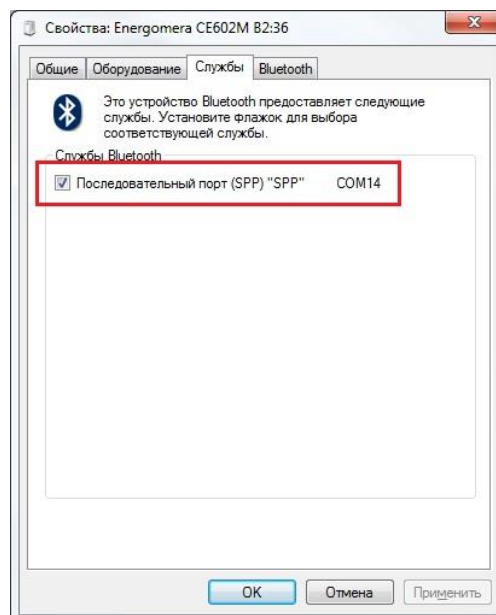 Свойства: Energomera CE602M B2:36
Общие Оборудование Службы Bluetooth
Это устройство Bluetooth предоставляет следующие
службы. Установите флажок для выбора
соответствующей службы.
Службы Bluetooth
Последовательный порт (SPP) "SPP" COM14
OK Отмена Применить